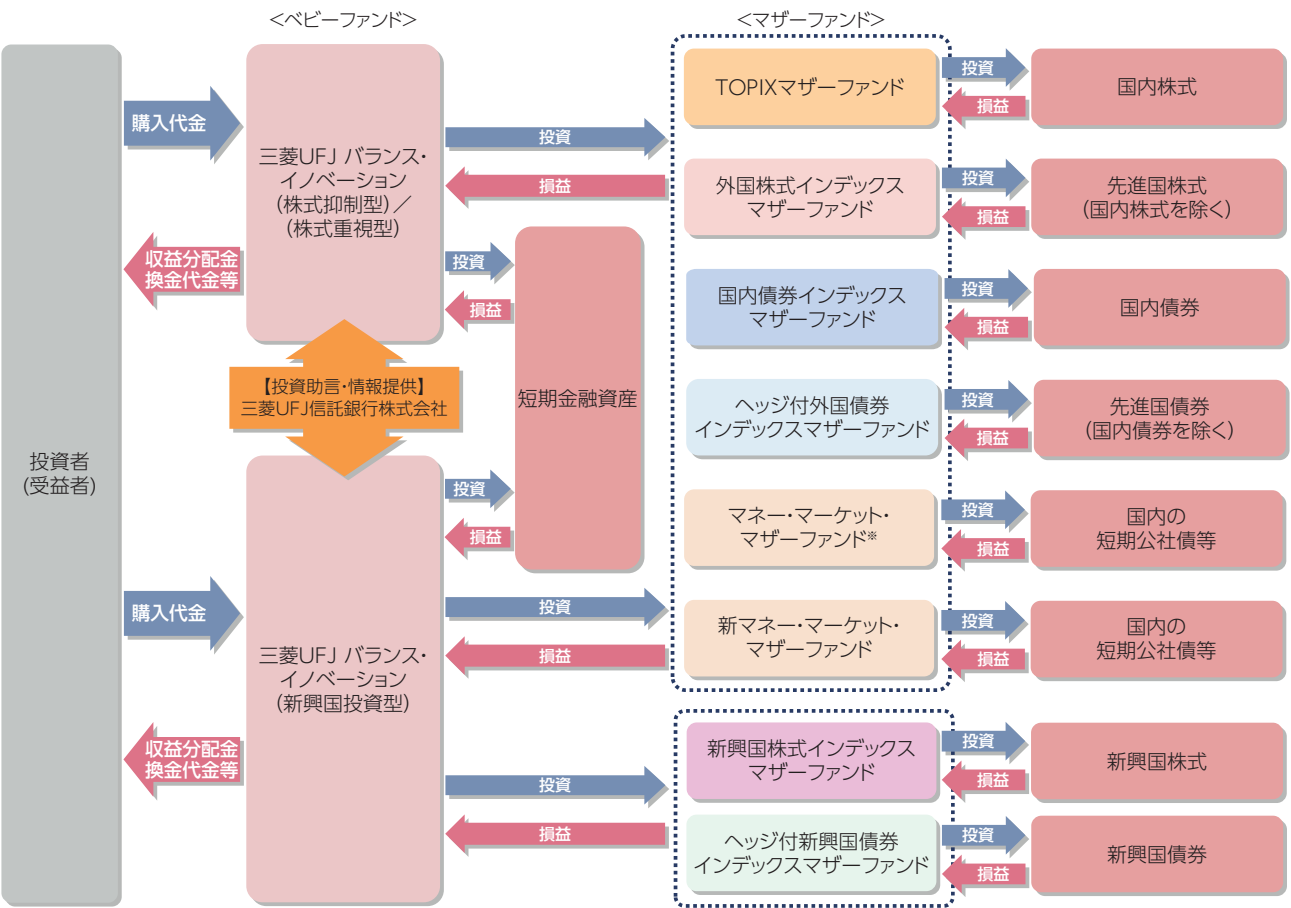 <ベビーファンド>
<マザーファンド>
投資者
(受益者)
購入代金
収益分配金
換金代金等
購入代金
収益分配金
換金代金等
三菱UFJ バランス・
イノベーション
(株式抑制型)/
(株式重視型)
【投資助言・情報提供】
三菱UFJ信託銀行株式会社
三菱UFJ バランス・
イノベーション
(新興国投資型)
投資
損益
投資
損益
短期金融資産
投資
損益
投資
損益
投資
損益
TOPIXマザーファンド
投資
損益
国内株式
外国株式インデックス
マザーファンド
投資
損益
先進国株式
(国内株式を除く)
国内債券インデックス
マザーファンド
投資
損益
国内債券
ヘッジ付外国債券
インデックスマザーファンド
投資
損益
先進国債券
(国内債券を除く)
マネー・マーケット・
マザーファンド※
投資
損益
国内の
短期公社債等
新マネー・マーケット・
マザーファンド
投資
損益
国内の
短期公社債等
新興国株式インデックス
マザーファンド
投資
損益
新興国株式
ヘッジ付新興国債券
インデックスマザーファンド
投資
損益
新興国債券